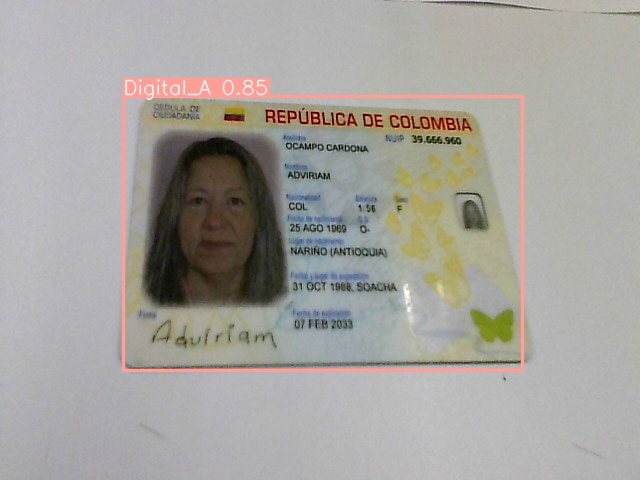 Digital_A 0.85
CÉDULA DE
CIUDADANÍA
REPÚBLICA DE COLOMBIA
Apellidos
NUIP 39.666.960
OCAMPO CARDONA
Nombres
ADVIRIAM
Nacionalidad Estatura Sexo
COL 1.56 F
Fecha de nacimiento G.S.
25 AGO 1969 O-
Lugar de nacimiento
NARIÑO (ANTIOQUIA)
Fecha y lugar de expedición
31 OCT 1988, SOACHA
Fecha de expiración
07 FEB 2033
Firma
Adviriam